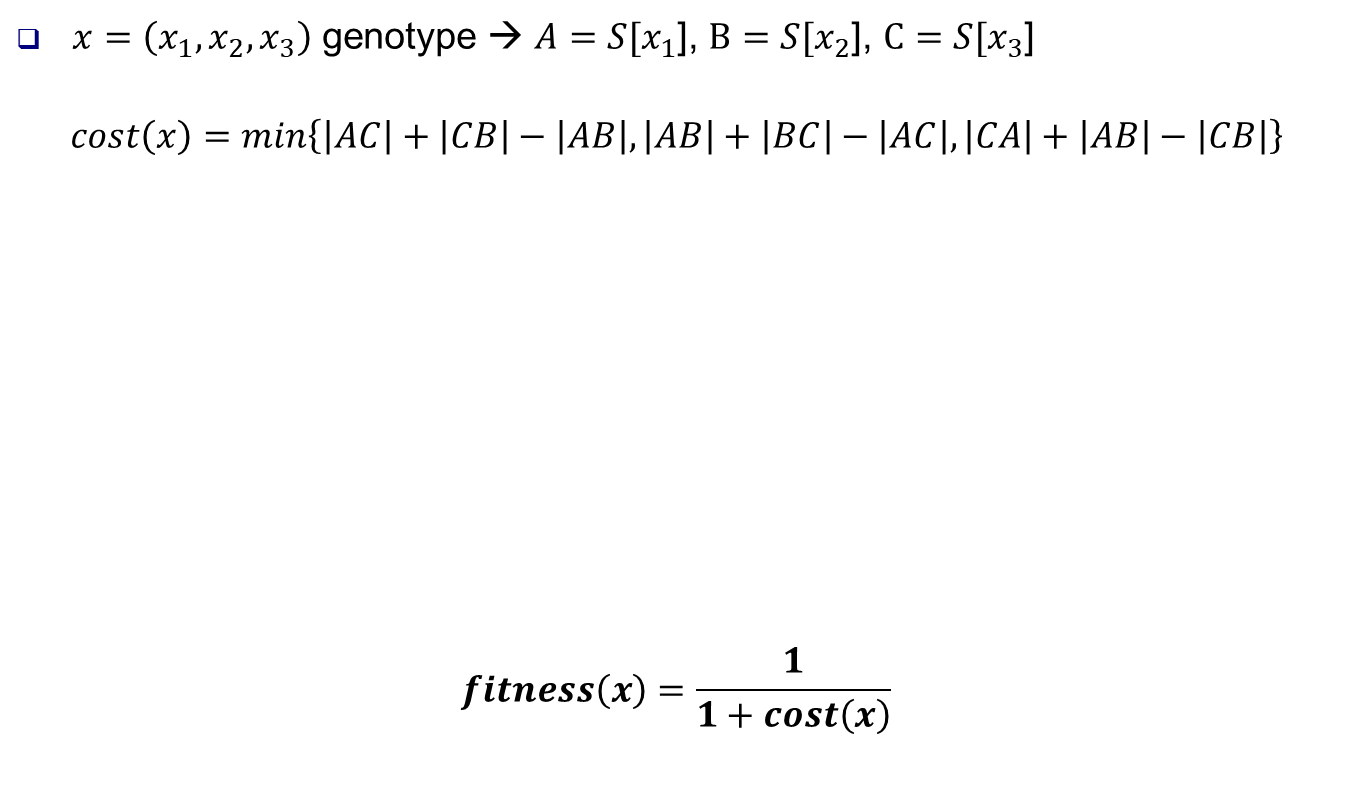 ❑ x = (x₁, x₂, x₃) genotype → A = S[x₁], B = S[x₂], C = S[x₃]
cost(x) = min{|AC| + |CB| − |AB|, |AB| + |BC| − |AC|, |CA| + |AB| − |CB|}
fitness(x) = 1 / (1 + cost(x))